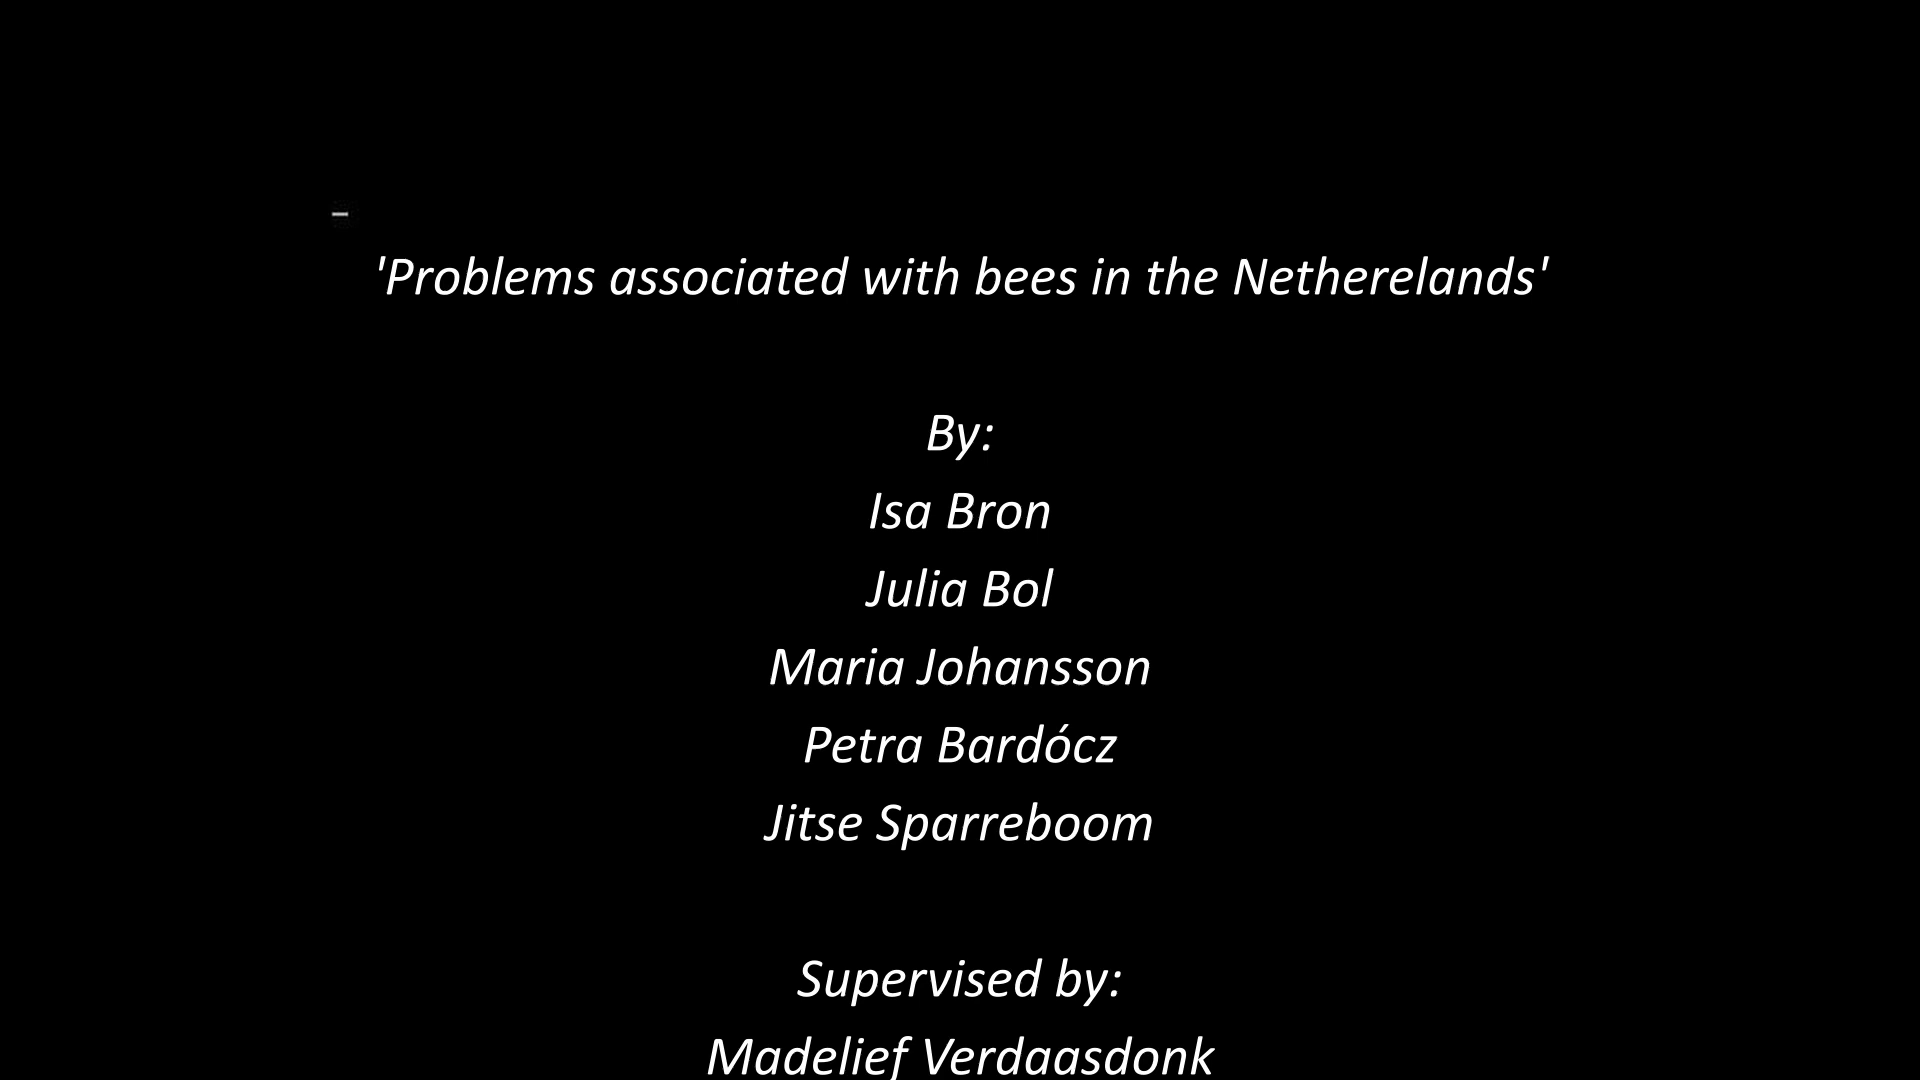 'Problems associated with bees in the Netherelands'
By:
Isa Bron
Julia Bol
Maria Johansson
Petra Bardócz
Jitse Sparreboom
Supervised by:
Madelief Verdaasdonk